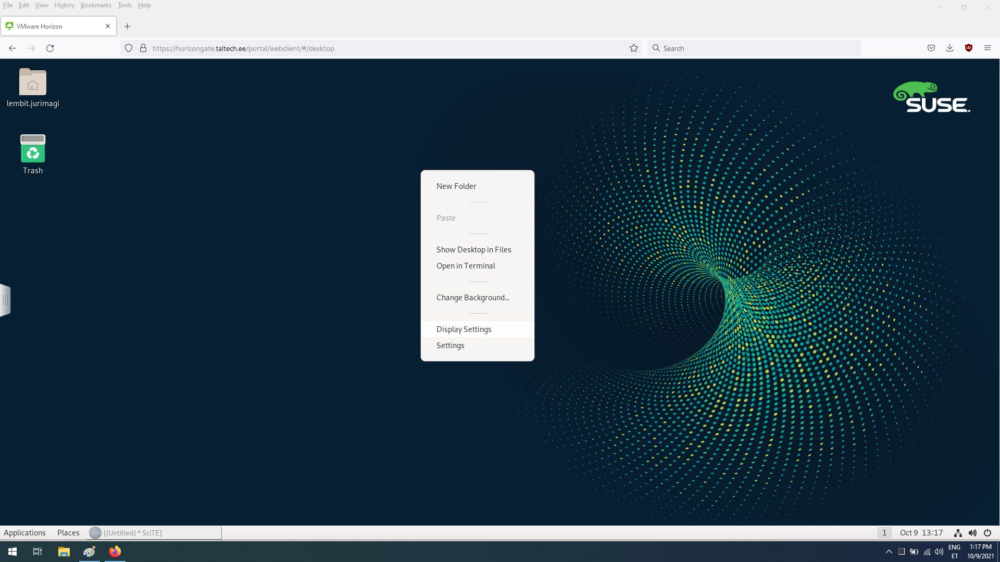 File Edit View History Bookmarks Tools Help
VMware Horizon
https://horizongate.taltech.ee/portal/webclient/#/desktop
Search
lembit.jurimagi
Trash
SUSE.
New Folder
Paste
Show Desktop in Files
Open in Terminal
Change Background...
Display Settings
Settings
Applications Places [(Untitled) * SciTE] 1 Oct 9 13:17
ENG 1:17 PM
ET 10/9/2021